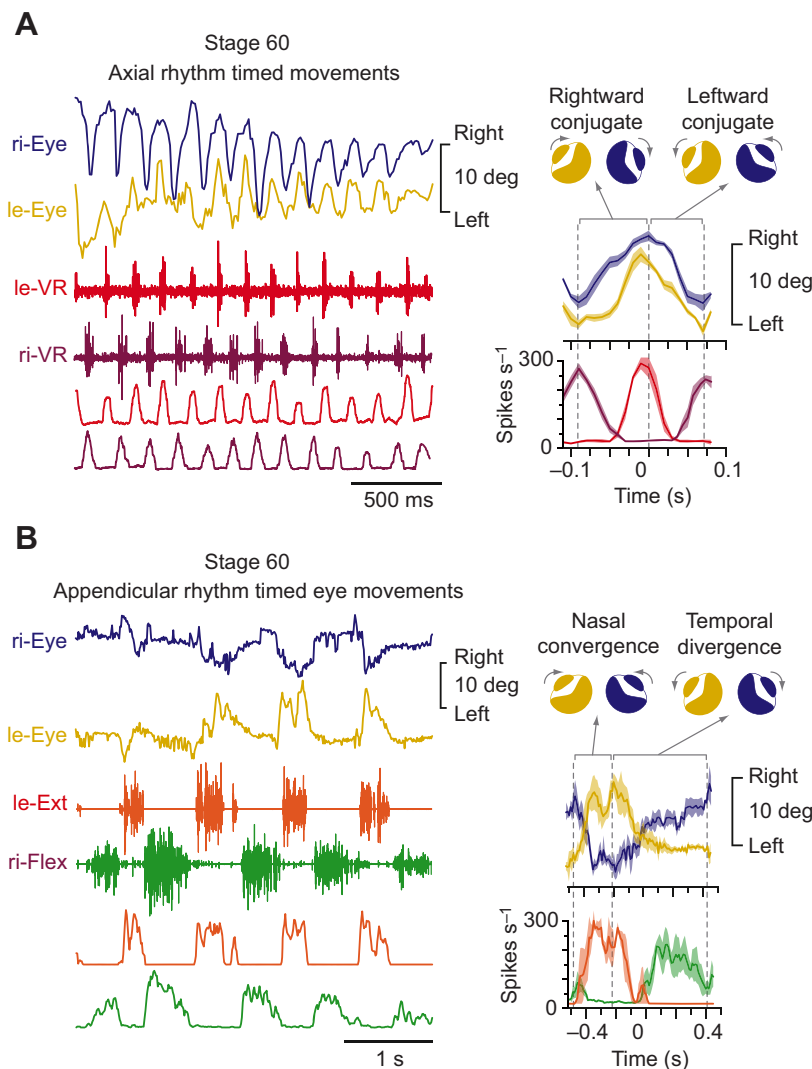 A
Stage 60
Axial rhythm timed movements
ri-Eye
le-Eye
Right
10 deg
Left
le-VR
ri-VR
500 ms
Rightward
conjugate
Leftward
conjugate
Right
10 deg
Left
300
Spikes s–1
0
–0.1
0
0.1
Time (s)
B
Stage 60
Appendicular rhythm timed eye movements
ri-Eye
le-Eye
Right
10 deg
Left
le-Ext
ri-Flex
1 s
Nasal
convergence
Temporal
divergence
Right
10 deg
Left
300
Spikes s–1
0
–0.4
0
0.4
Time (s)